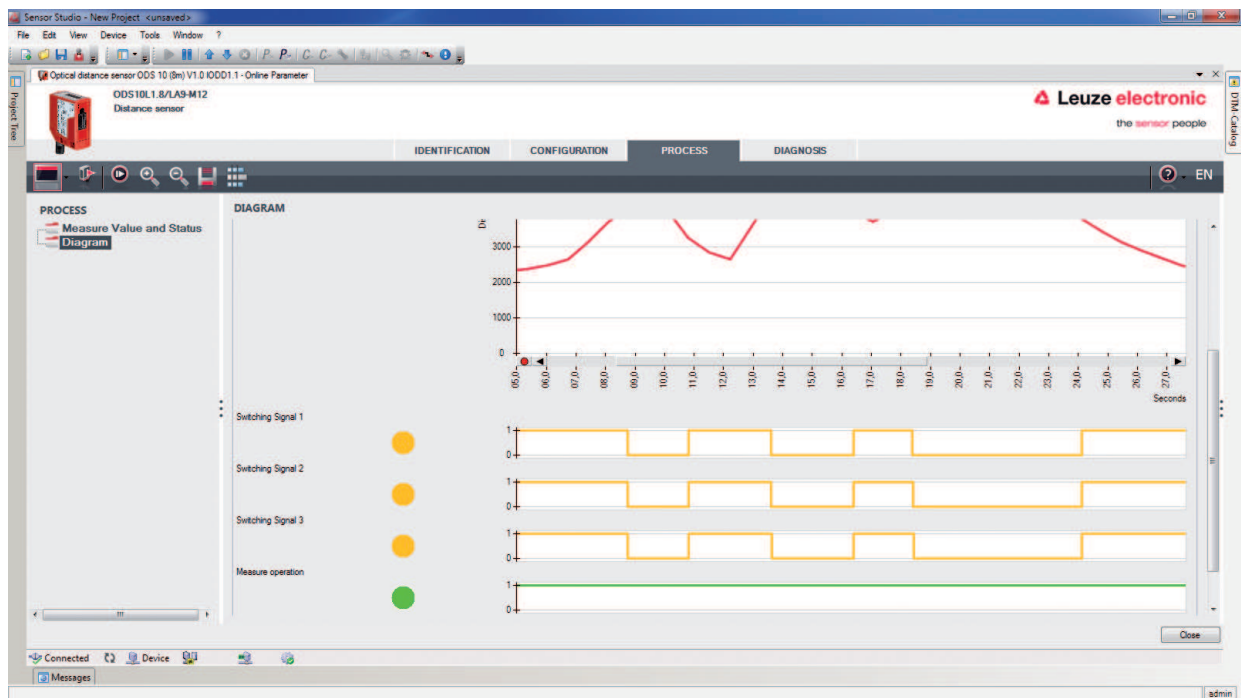 Sensor Studio - New Project <unsaved>
File Edit View Device Tools Window ?
Optical distance sensor ODS 10 (8m) V1.0 IODD1.1 - Online Parameter
Project Tree
DTM-Catalog
ODS10L1.8/LA9-M12
Distance sensor
Leuze electronic
the sensor people
IDENTIFICATION CONFIGURATION PROCESS DIAGNOSIS
EN
PROCESS
Measure Value and Status
Diagram
DIAGRAM
Di
3000
2000
1000
0
05,0 06,0 07,0 08,0 09,0 10,0 11,0 12,0 13,0 14,0 15,0 16,0 17,0 18,0 19,0 20,0 21,0 22,0 23,0 24,0 25,0 26,0 27,0
Seconds
Switching Signal 1
1
0
Switching Signal 2
1
0
Switching Signal 3
1
0
Measure operation
1
0
Close
Connected Device
Messages
admin